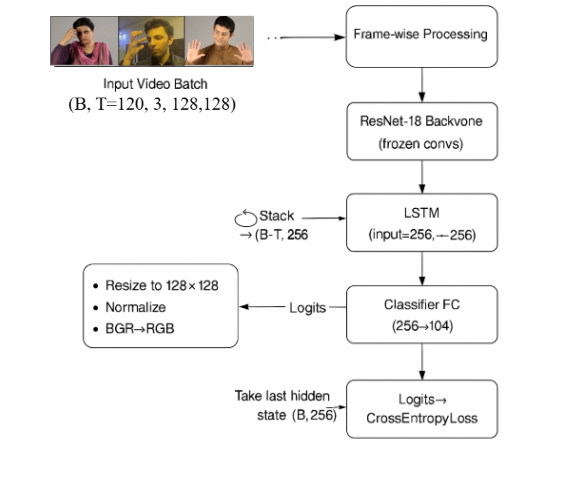 Input Video Batch
(B, T=120, 3, 128,128)
Frame-wise Processing
ResNet-18 Backvone
(frozen convs)
Stack
→(B-T, 256
LSTM
(input=256,→256)
• Resize to 128×128
• Normalize
• BGR→RGB
Logits
Classifier FC
(256→104)
Take last hidden
state (B,256)
Logits→
CrossEntropyLoss